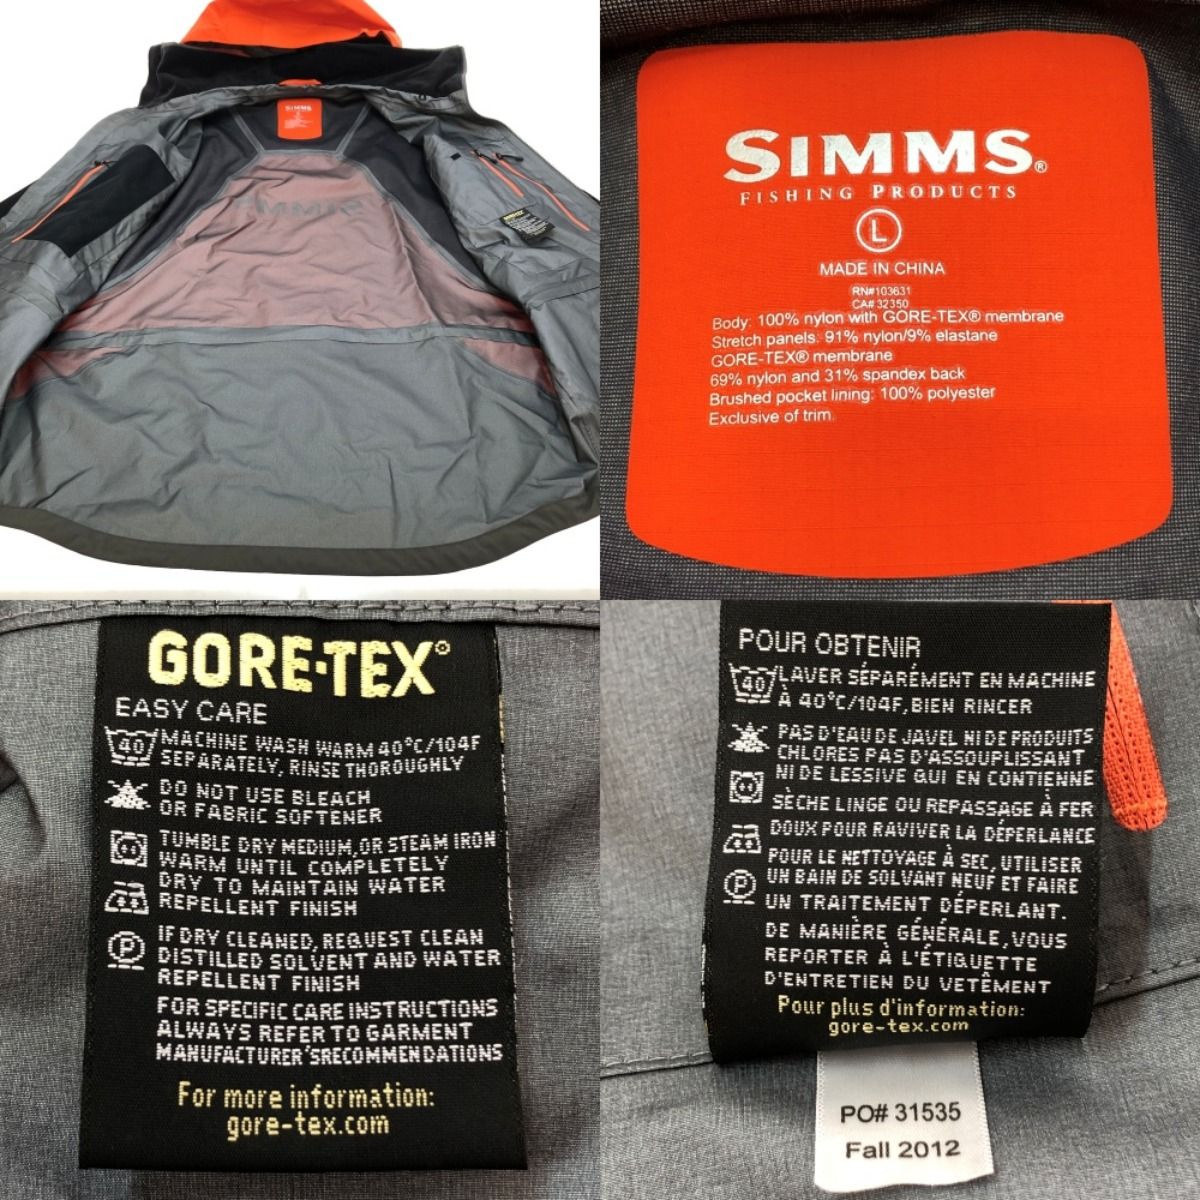 SIMMS
SIMMS
SIMMS®
FISHING PRODUCTS
L
MADE IN CHINA
RN#103631
CA# 32350
Body: 100% nylon with GORE-TEX® membrane
Stretch panels: 91% nylon/9% elastane
GORE-TEX® membrane
69% nylon and 31% spandex back
Brushed pocket lining: 100% polyester
Exclusive of trim.
GORE-TEX®
EASY CARE
40 MACHINE WASH WARM 40°C/104F
SEPARATELY, RINSE THOROUGHLY
DO NOT USE BLEACH
OR FABRIC SOFTENER
TUMBLE DRY MEDIUM, OR STEAM IRON
WARM UNTIL COMPLETELY
DRY TO MAINTAIN WATER
REPELLENT FINISH
P IF DRY CLEANED, REQUEST CLEAN
DISTILLED SOLVENT AND WATER
REPELLENT FINISH
FOR SPECIFIC CARE INSTRUCTIONS
ALWAYS REFER TO GARMENT
MANUFACTURER'SRECOMMENDATIONS
For more information:
gore-tex.com
POUR OBTENIR
40 LAVER SÉPARÉMENT EN MACHINE
À 40°C/104F, BIEN RINCER
PAS D'EAU DE JAVEL NI DE PRODUITS
CHLORES PAS D'ASSOUPLISSANT
NI DE LESSIVE QUI EN CONTIENNE
SÈCHE LINGE OU REPASSAGE À FER
DOUX POUR RAVIVER LA DÉPERLANCE
POUR LE NETTOYAGE À SEC, UTILISER
P UN BAIN DE SOLVANT NEUF ET FAIRE
UN TRAITEMENT DÉPERLANT.
DE MANIÈRE GÉNÉRALE, VOUS
REPORTER À L'ÉTIQUETTE
D'ENTRETIEN DU VETÊMENT
Pour plus d'information:
gore-tex.com
PO# 31535
Fall 2012